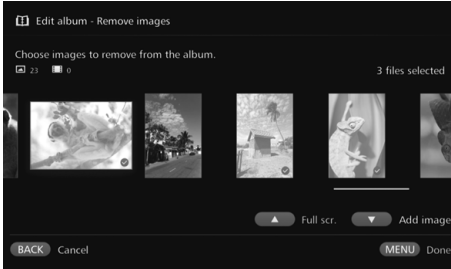 Edit album - Remove images
Choose images to remove from the album.
23 0
3 files selected
Full scr. Add image
BACK Cancel MENU Done